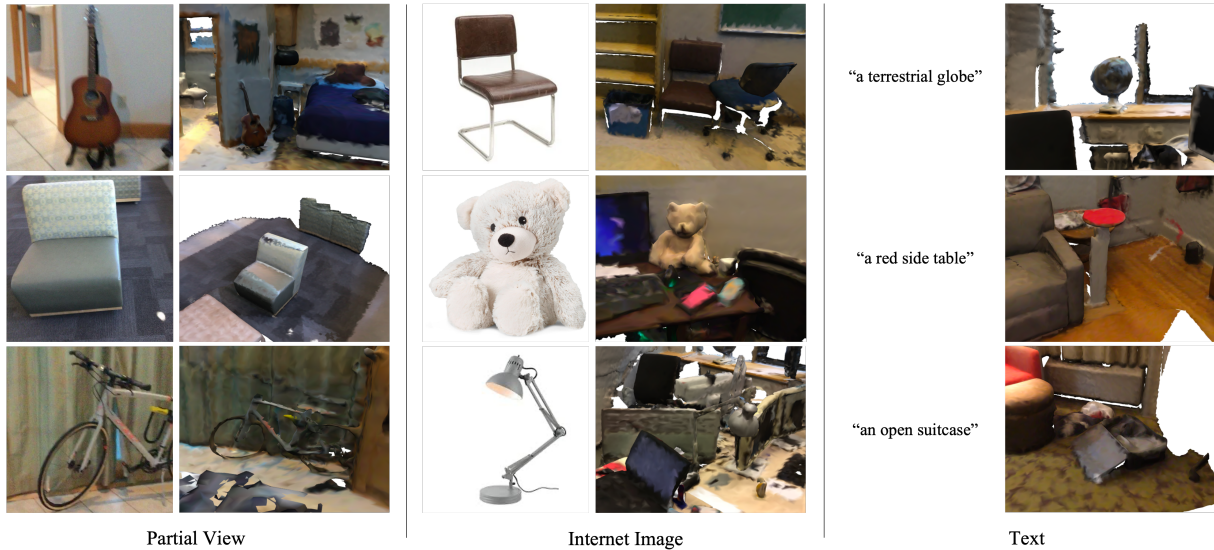 “a terrestrial globe”
“a red side table”
“an open suitcase”
Partial View
Internet Image
Text